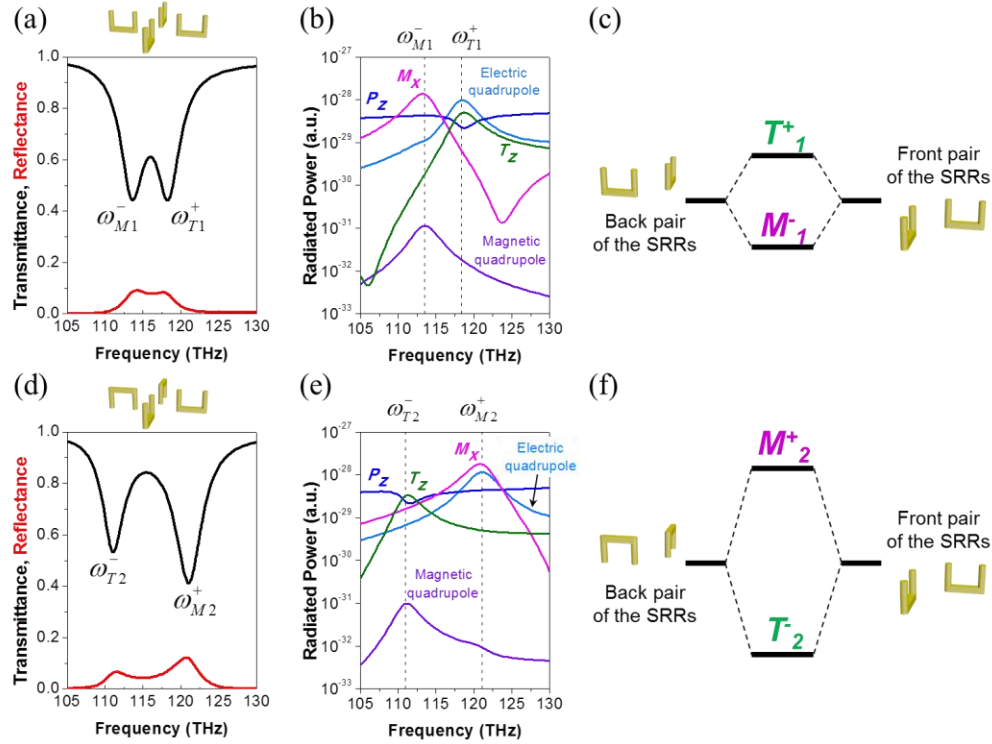 (a)
Transmittance, Reflectance
1.0
0.8
0.6
0.4
0.2
0.0
ω⁻M1
ω⁺T1
105 110 115 120 125 130
Frequency (THz)
(b)
ω⁻M1
ω⁺T1
Radiated Power (a.u.)
10⁻²⁷
10⁻²⁸
10⁻²⁹
10⁻³⁰
10⁻³¹
10⁻³²
10⁻³³
Mx
Electric
quadrupole
Pz
Tz
Magnetic
quadrupole
105 110 115 120 125 130
Frequency (THz)
(c)
T⁺1
Back pair
of the SRRs
Front pair
of the SRRs
M⁻1
(d)
Transmittance, Reflectance
1.0
0.8
0.6
0.4
0.2
0.0
ω⁻T2
ω⁺M2
105 110 115 120 125 130
Frequency (THz)
(e)
ω⁻T2
ω⁺M2
Radiated Power (a.u.)
10⁻²⁷
10⁻²⁸
10⁻²⁹
10⁻³⁰
10⁻³¹
10⁻³²
10⁻³³
Mx
Electric
quadrupole
Pz
Tz
Magnetic
quadrupole
105 110 115 120 125 130
Frequency (THz)
(f)
M⁺2
Back pair
of the SRRs
Front pair
of the SRRs
T⁻2